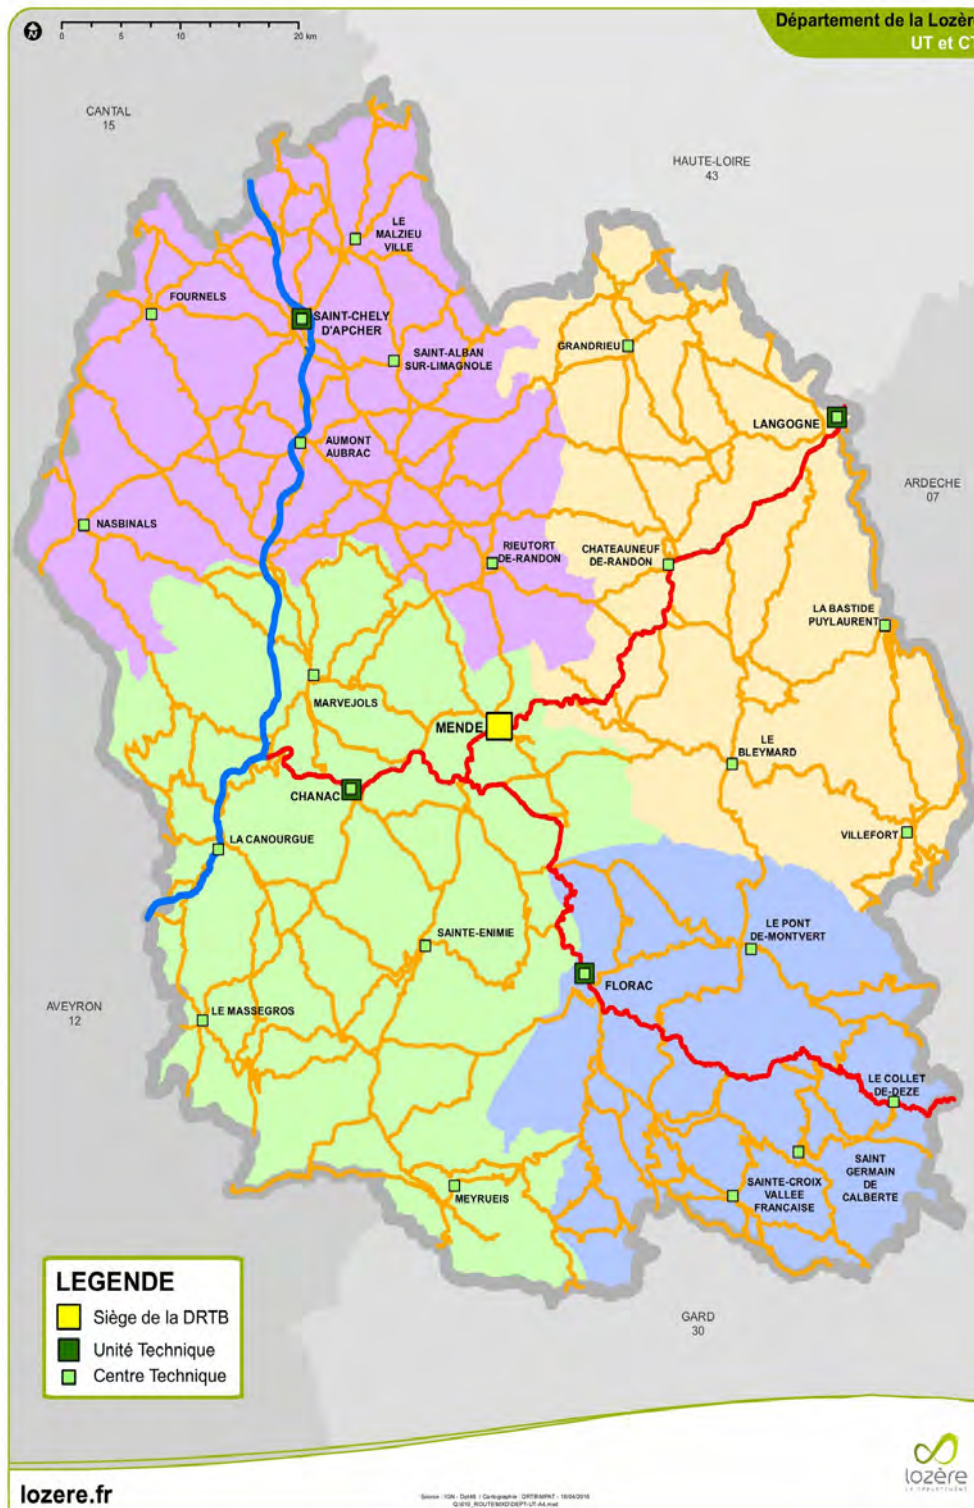 Département de la Lozère
UT et CT
0 5 10 20 km
CANTAL
15
HAUTE-LOIRE
43
LE
MALZIEU
VILLE
FOURNELS
SAINT-CHELY
D'APCHER
SAINT-ALBAN
SUR-LIMAGNOLE
GRANDRIEU
LANGOGNE
AUMONT
AUBRAC
ARDECHE
07
NASBINALS
RIEUTORT
DE-RANDON
CHATEAUNEUF
DE-RANDON
LA BASTIDE
PUYLAURENT
MARVEJOLS
MENDE
LE
BLEYMARD
CHANAC
VILLEFORT
LA CANOURGUE
LE PONT
DE-MONTVERT
SAINTE-ENIMIE
FLORAC
AVEYRON
12
LE MASSEGROS
LE COLLET
DE-DEZE
SAINT
GERMAIN
DE
CALBERTE
SAINTE-CROIX
VALLEE
FRANCAISE
MEYRUEIS
GARD
30
LEGENDE
Siège de la DRTB
Unité Technique
Centre Technique
lozère
LE DEPARTEMENT
lozere.fr